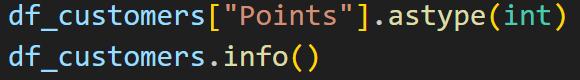 df_customers["Points"].astype(int)
df_customers.info()